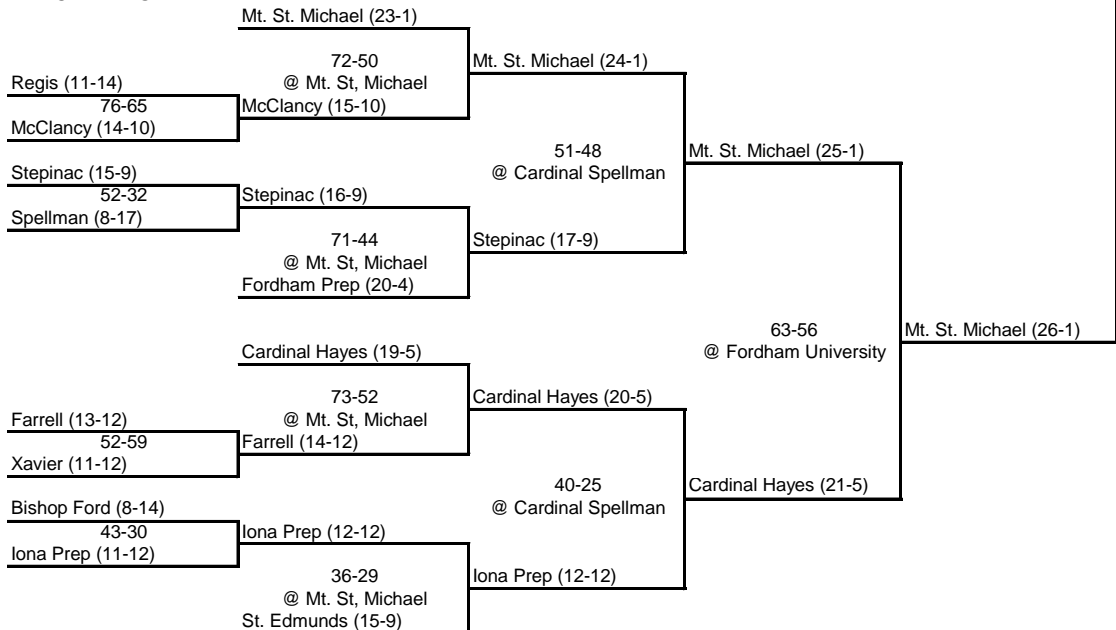 Mt. St. Michael (23-1)
72-50
@ Mt. St, Michael
Mt. St. Michael (24-1)
Regis (11-14)
76-65
McClancy (15-10)
McClancy (14-10)
51-48
@ Cardinal Spellman
Mt. St. Michael (25-1)
Stepinac (15-9)
52-32
Stepinac (16-9)
Spellman (8-17)
71-44
@ Mt. St, Michael
Stepinac (17-9)
Fordham Prep (20-4)
63-56
@ Fordham University
Mt. St. Michael (26-1)
Cardinal Hayes (19-5)
73-52
@ Mt. St, Michael
Cardinal Hayes (20-5)
Farrell (13-12)
52-59
Farrell (14-12)
Xavier (11-12)
40-25
@ Cardinal Spellman
Cardinal Hayes (21-5)
Bishop Ford (8-14)
43-30
Iona Prep (12-12)
Iona Prep (11-12)
36-29
@ Mt. St, Michael
Iona Prep (12-12)
St. Edmunds (15-9)